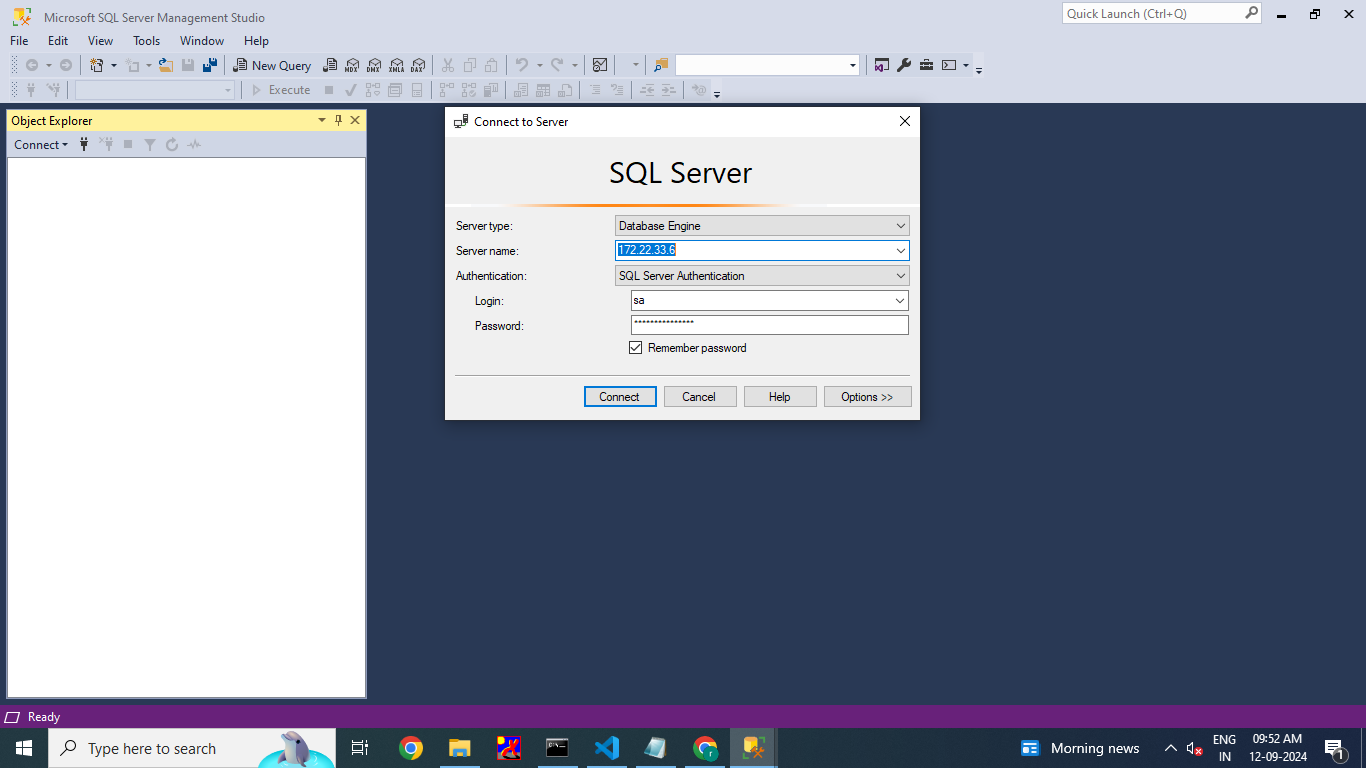 Microsoft SQL Server Management Studio
Quick Launch (Ctrl+Q)
File Edit View Tools Window Help
New Query MDX DMX XMLA DAX
Execute
Object Explorer
Connect
Connect to Server
SQL Server
Server type: Database Engine
Server name: 172.22.33.6
Authentication: SQL Server Authentication
Login: sa
Password: ***************
Remember password
Connect Cancel Help Options >>
Ready
Type here to search
Morning news
ENG
IN
09:52 AM
12-09-2024
1